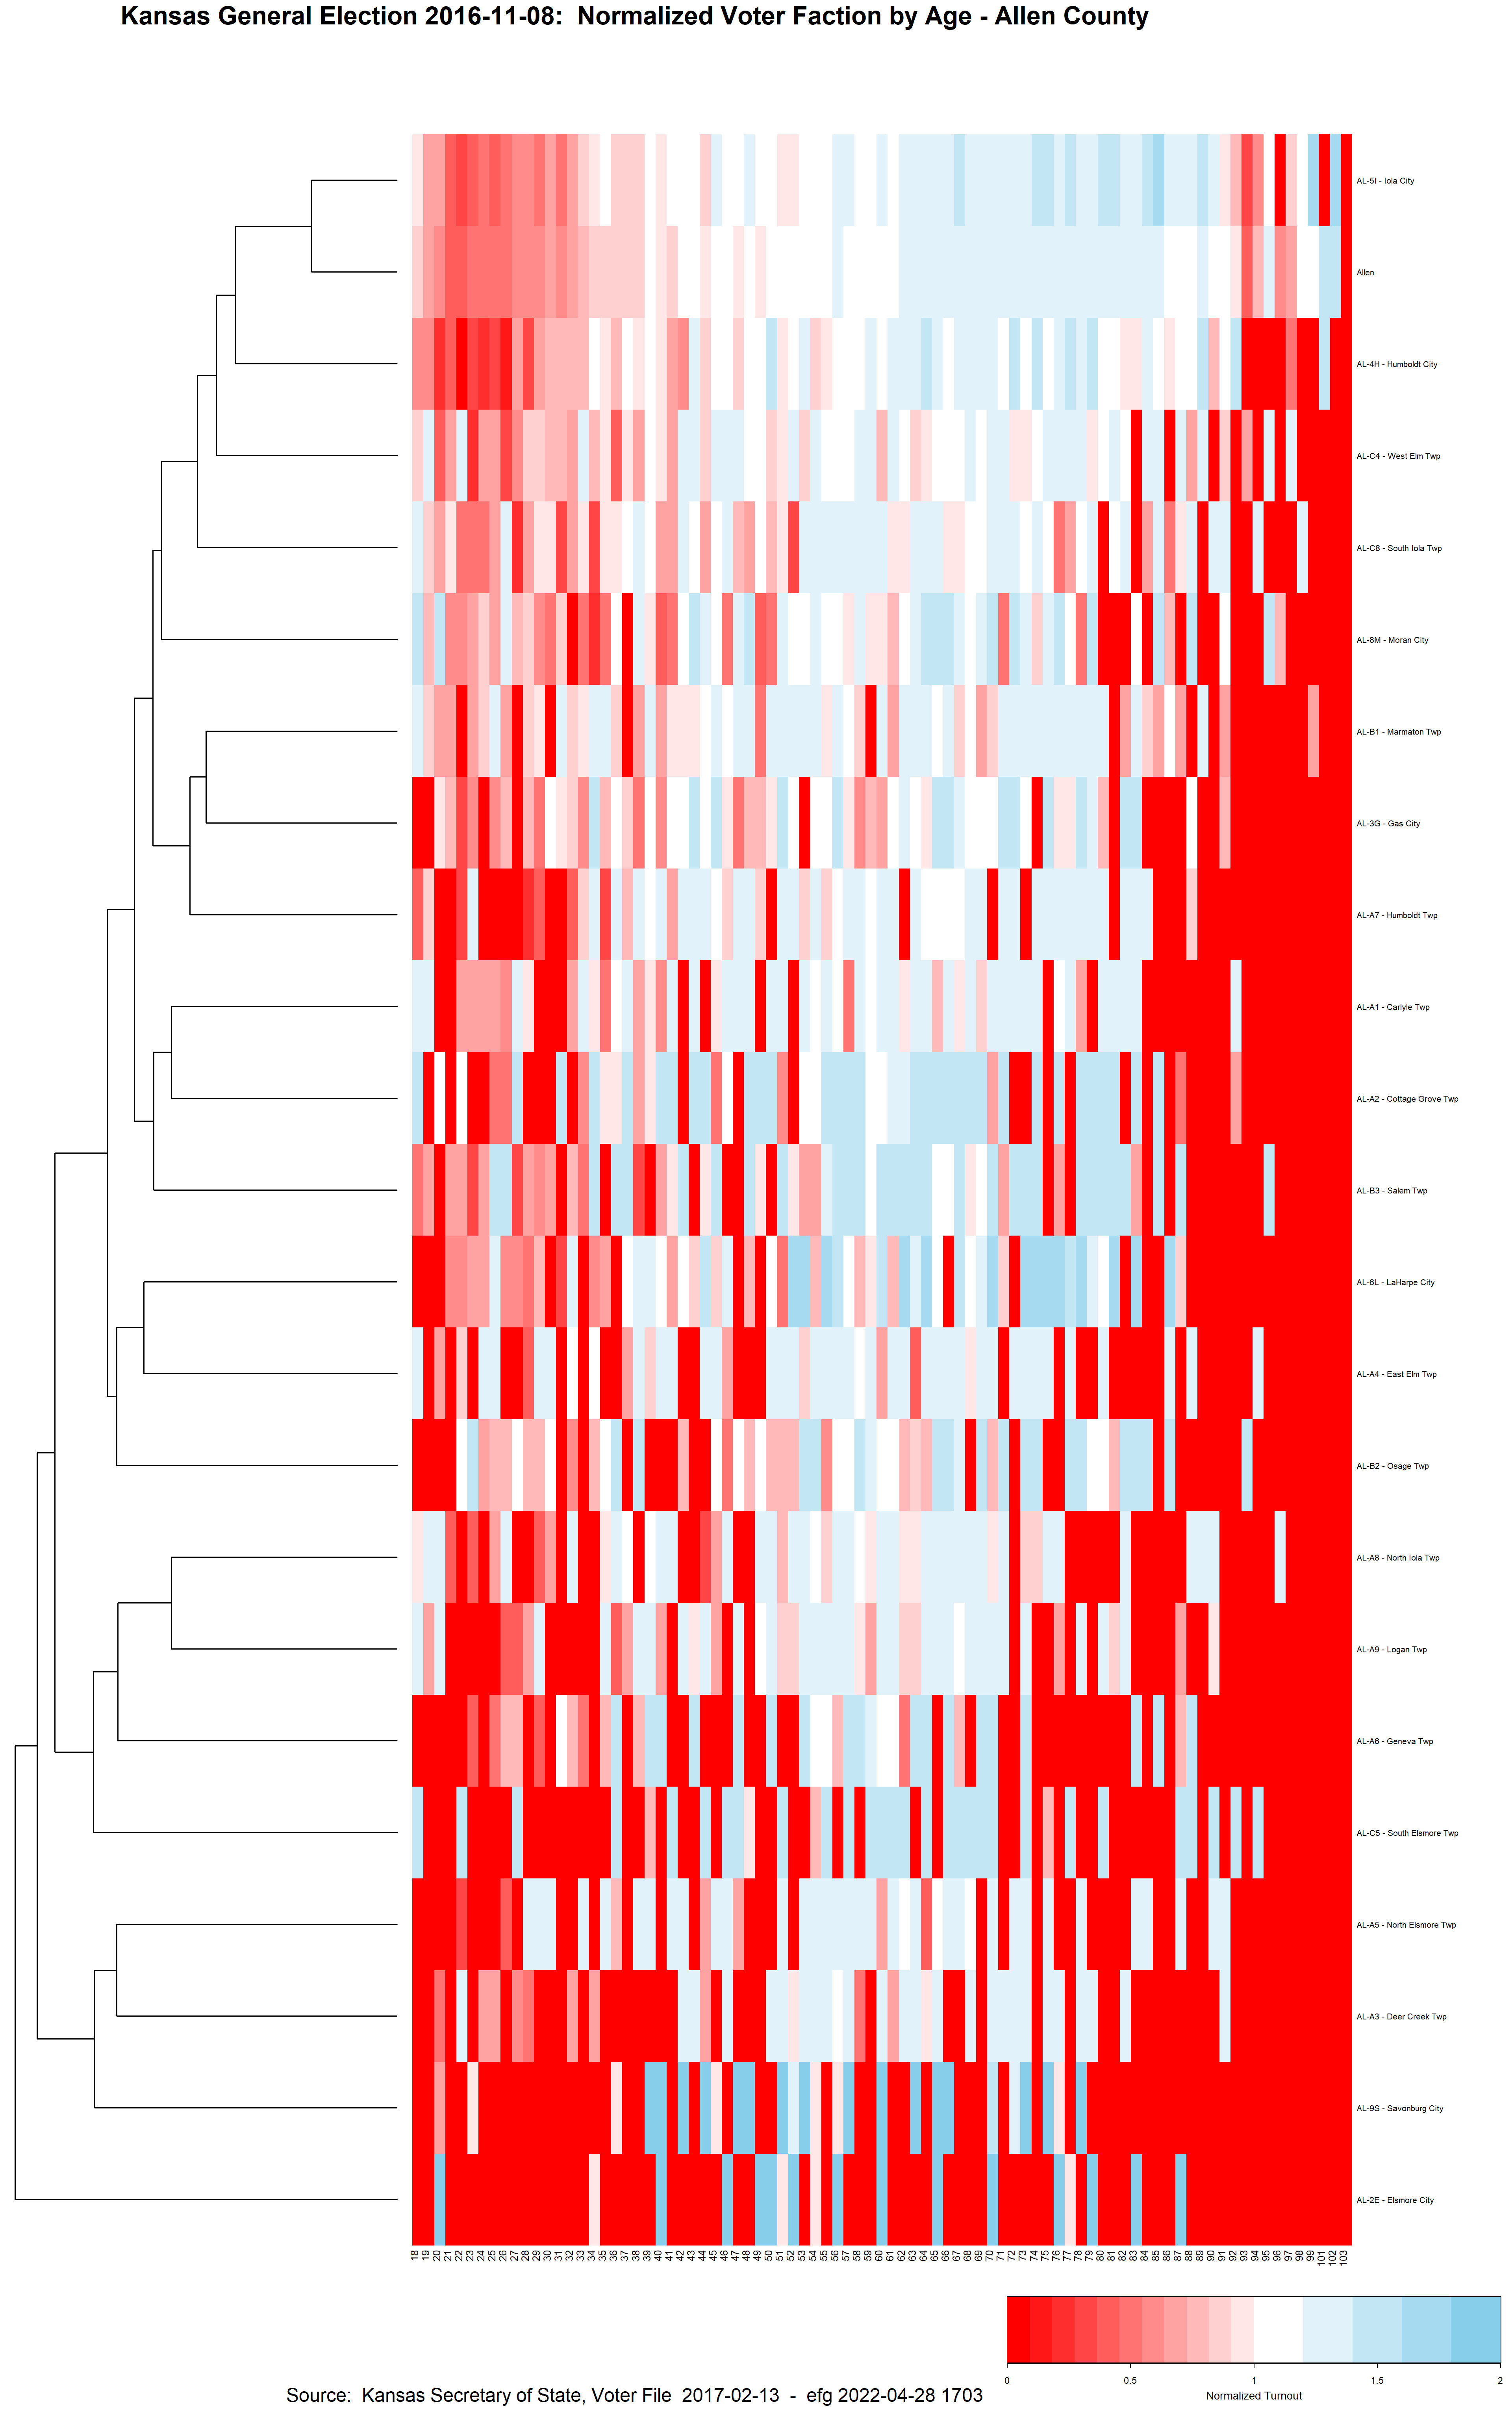 Kansas General Election 2016-11-08:  Normalized Voter Faction by Age - Allen County
AL-5I - Iola City
Allen
AL-4H - Humboldt City
AL-C4 - West Elm Twp
AL-C8 - South Iola Twp
AL-8M - Moran City
AL-B1 - Marmaton Twp
AL-3G - Gas City
AL-A7 - Humboldt Twp
AL-A1 - Carlyle Twp
AL-A2 - Cottage Grove Twp
AL-B3 - Salem Twp
AL-6L - LaHarpe City
AL-A4 - East Elm Twp
AL-B2 - Osage Twp
AL-A8 - North Iola Twp
AL-A9 - Logan Twp
AL-A6 - Geneva Twp
AL-C5 - South Elsmore Twp
AL-A5 - North Elsmore Twp
AL-A3 - Deer Creek Twp
AL-9S - Savonburg City
AL-2E - Elsmore City
18 19 20 21 22 23 24 25 26 27 28 29 30 31 32 33 34 35 36 37 38 39 40 41 42 43 44 45 46 47 48 49 50 51 52 53 54 55 56 57 58 59 60 61 62 63 64 65 66 67 68 69 70 71 72 73 74 75 76 77 78 79 80 81 82 83 84 85 86 87 88 89 90 91 92 93 94 95 96 97 98 99 101 102 103
0 0.5 1 1.5 2
Normalized Turnout
Source:  Kansas Secretary of State, Voter File  2017-02-13  -  efg 2022-04-28 1703